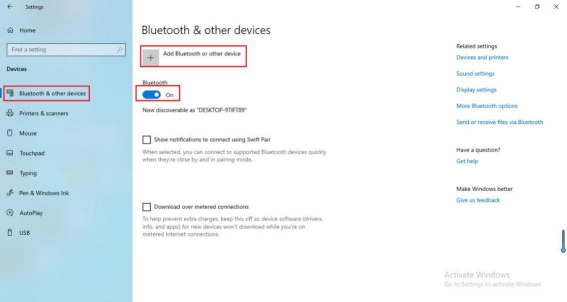 Settings
Home
Find a setting
Devices
Bluetooth & other devices
Printers & scanners
Mouse
Touchpad
Typing
Pen & Windows Ink
AutoPlay
USB
Bluetooth & other devices
Add Bluetooth or other device
Bluetooth
On
Now discoverable as "DESKTOP-9TIFT89"
Show notifications to connect using Swift Pair
When selected, you can connect to supported Bluetooth devices quickly
when they're close by and in pairing mode.
Download over metered connections
To help prevent extra charges, keep this off so device software (drivers,
info, and apps) for new devices won't download while you're on
metered Internet connections.
Related settings
Devices and printers
Sound settings
Display settings
More Bluetooth options
Send or receive files via Bluetooth
Have a question?
Get help
Make Windows better
Give us feedback
Activate Windows
Go to Settings to activate Windows.